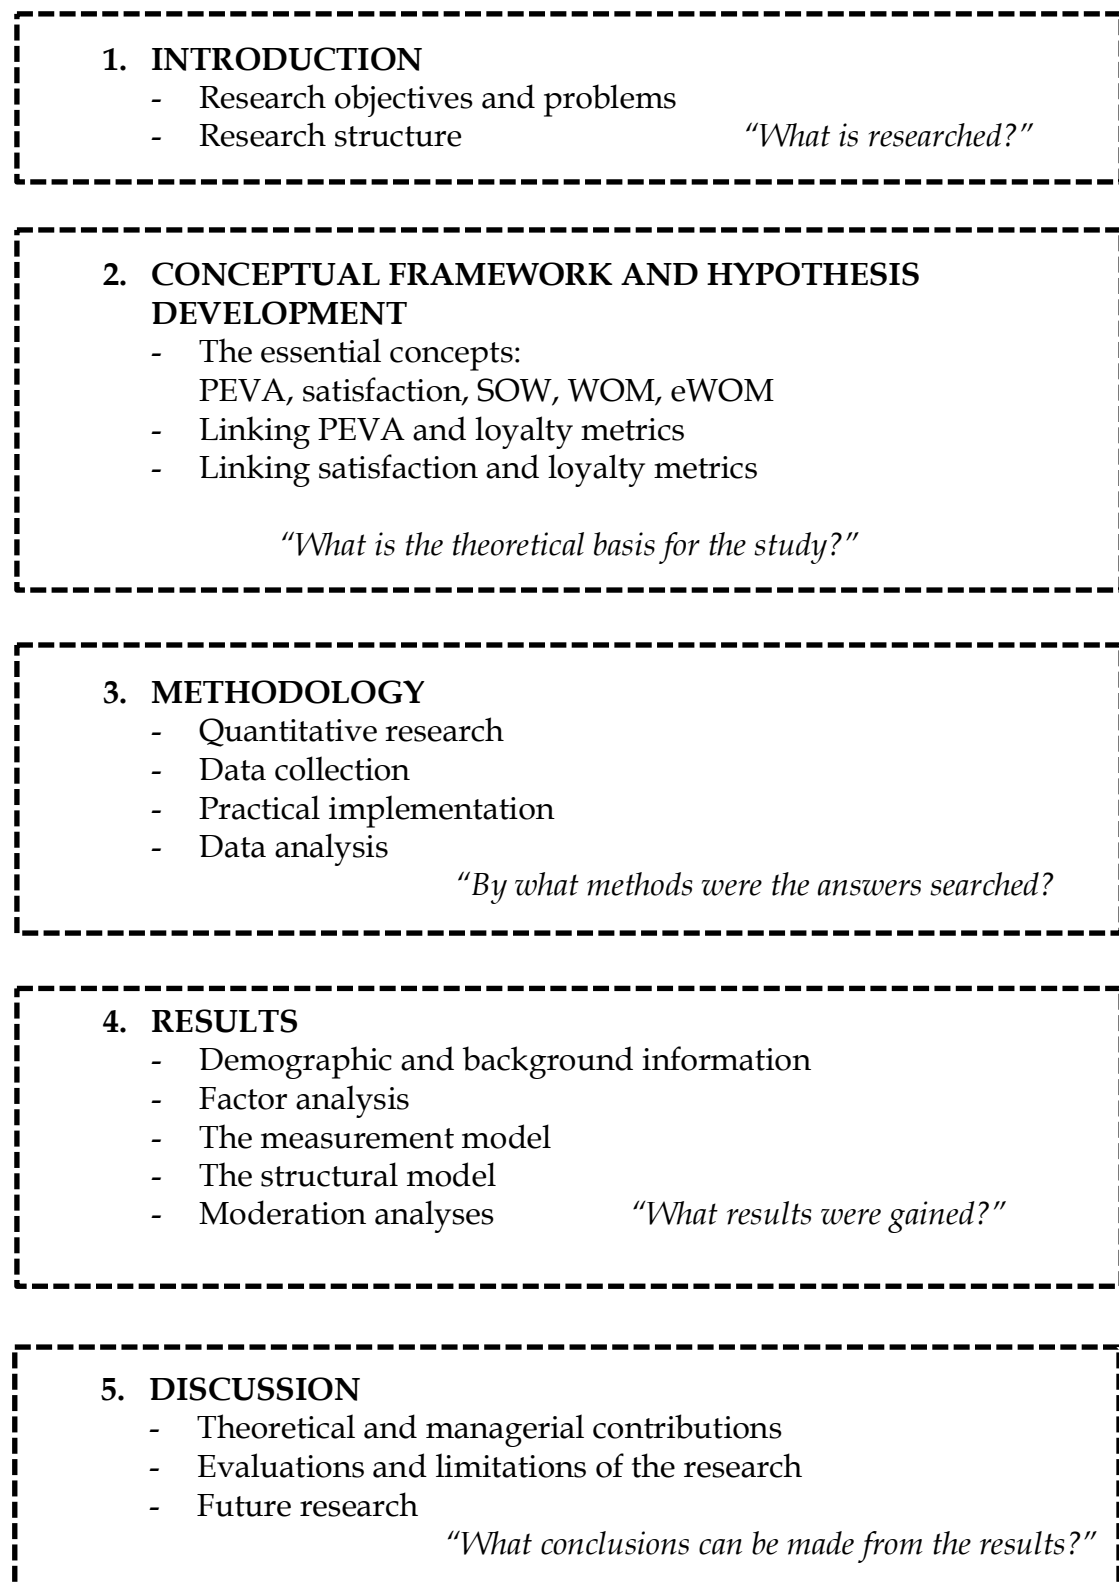 1. INTRODUCTION
- Research objectives and problems
- Research structure “What is researched?”
2. CONCEPTUAL FRAMEWORK AND HYPOTHESIS
DEVELOPMENT
- The essential concepts:
PEVA, satisfaction, SOW, WOM, eWOM
- Linking PEVA and loyalty metrics
- Linking satisfaction and loyalty metrics
“What is the theoretical basis for the study?”
3. METHODOLOGY
- Quantitative research
- Data collection
- Practical implementation
- Data analysis
“By what methods were the answers searched?
4. RESULTS
- Demographic and background information
- Factor analysis
- The measurement model
- The structural model
- Moderation analyses “What results were gained?”
5. DISCUSSION
- Theoretical and managerial contributions
- Evaluations and limitations of the research
- Future research
“What conclusions can be made from the results?”